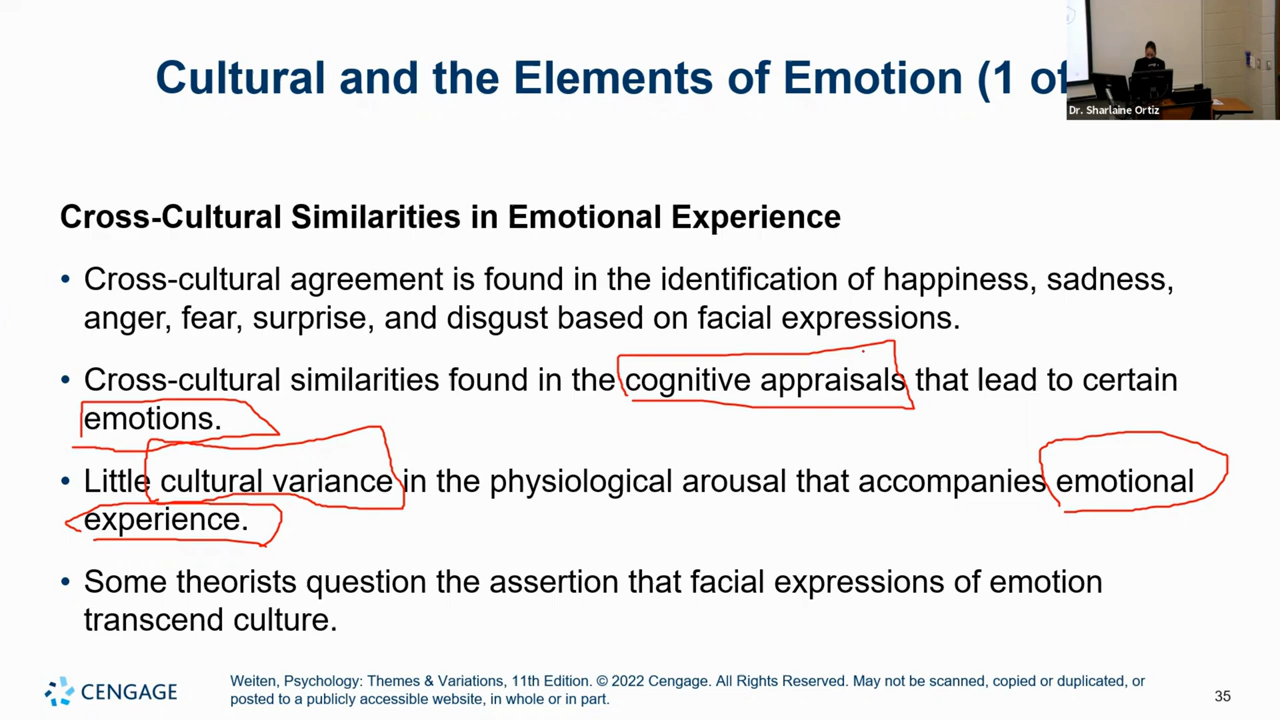 Cultural and the Elements of Emotion (1 of
Dr. Sharlaine Ortiz
Cross-Cultural Similarities in Emotional Experience
• Cross-cultural agreement is found in the identification of happiness, sadness,
anger, fear, surprise, and disgust based on facial expressions.
• Cross-cultural similarities found in the cognitive appraisals that lead to certain
emotions.
• Little cultural variance in the physiological arousal that accompanies emotional
experience.
• Some theorists question the assertion that facial expressions of emotion
transcend culture.
CENGAGE
Weiten, Psychology: Themes & Variations, 11th Edition. © 2022 Cengage. All Rights Reserved. May not be scanned, copied or duplicated, or
posted to a publicly accessible website, in whole or in part.
35